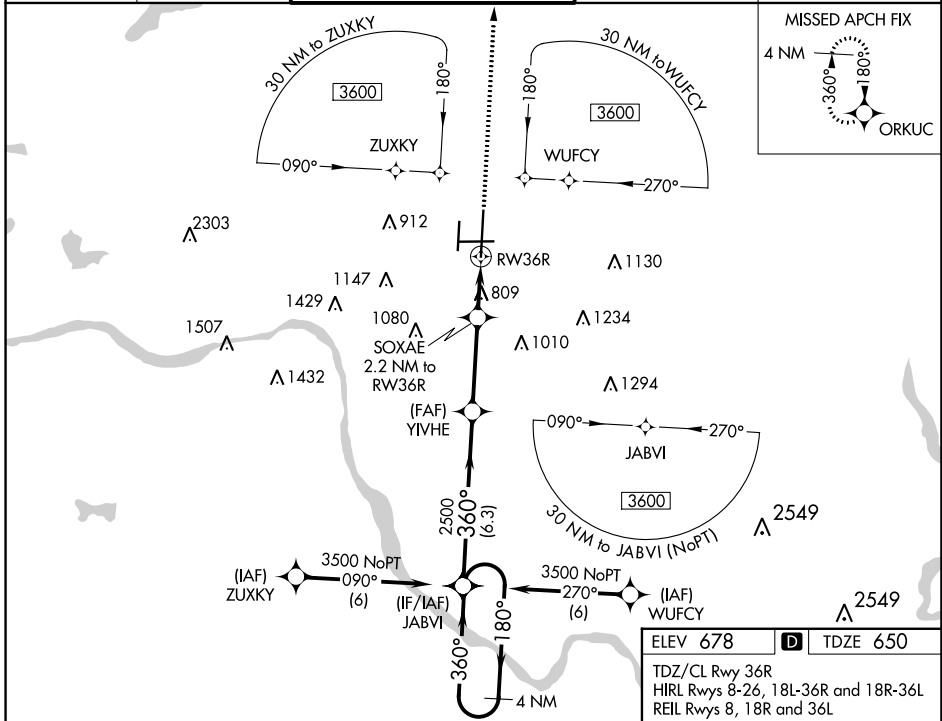 MISSED APCH FIX
4 NM
360°
180°
ORKUC
30 NM to ZUXKY
3600
180°
090°
ZUXKY
30 NM to WUFCY
180°
3600
WUFCY
270°
2303
912
RW36R
1130
1147
809
1429
1080
1234
SOXAE
2.2 NM to
RW36R
1507
1010
1432
1294
(FAF)
YIVHE
090°
270°
JABVI
3600
30 NM to JABVI (NoPT)
2500
360°
(6.3)
2549
(IAF)
ZUXKY
3500 NoPT
090°
(6)
(IF/IAF)
JABVI
3500 NoPT
270°
(6)
(IAF)
WUFCY
2549
360°
180°
4 NM
ELEV 678 D TDZE 650
TDZ/CL Rwy 36R
HIRL Rwys 8-26, 18L-36R and 18R-36L
REIL Rwys 8, 18R and 36L